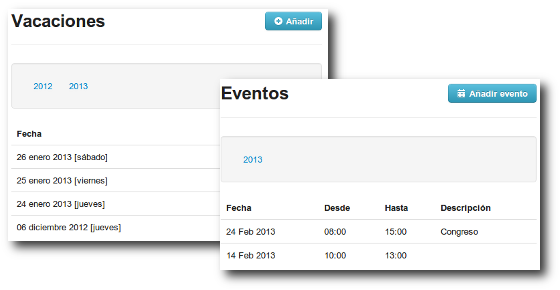 Vacaciones
Añadir
2012 2013
Fecha
26 enero 2013 [sábado]
25 enero 2013 [viernes]
24 enero 2013 [jueves]
06 diciembre 2012 [jueves]
Eventos
Añadir evento
2013
Fecha Desde Hasta Descripción
24 Feb 2013 08:00 15:00 Congreso
14 Feb 2013 10:00 13:00